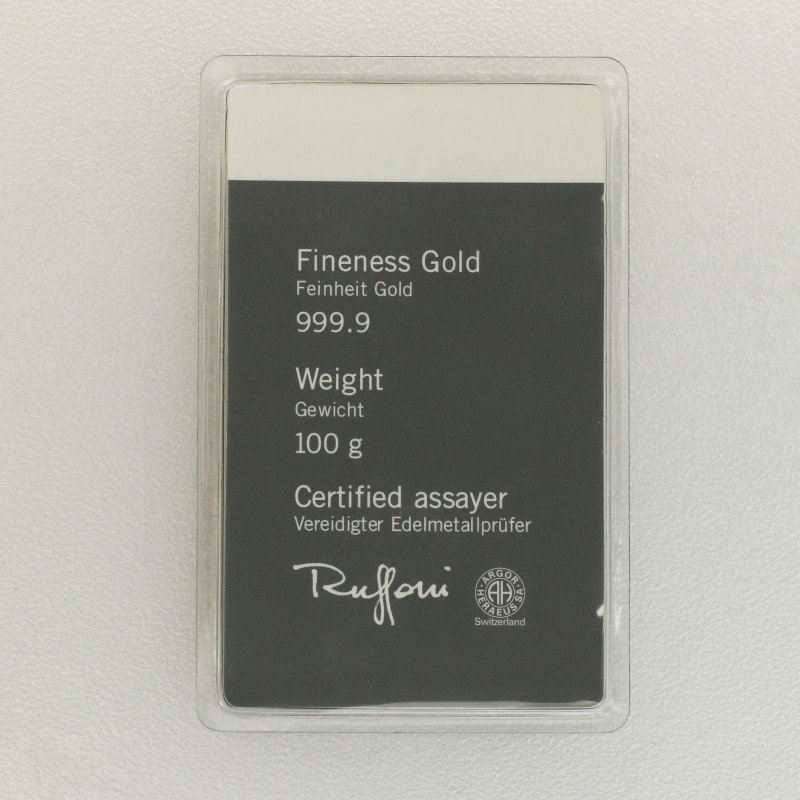 Fineness Gold
Feinheit Gold
999.9
Weight
Gewicht
100 g
Certified assayer
Vereidigter Edelmetallprüfer
Ruffoni
ARGOR-HERAEUS SA
AH
Switzerland